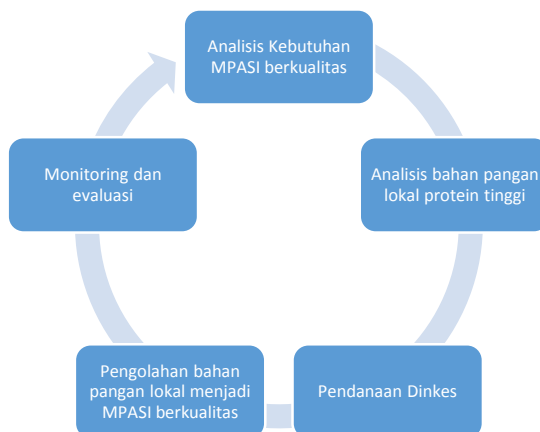 Analisis Kebutuhan
MPASI berkualitas
Analisis bahan pangan
lokal protein tinggi
Pendanaan Dinkes
Pengolahan bahan
pangan lokal menjadi
MPASI berkualitas
Monitoring dan
evaluasi